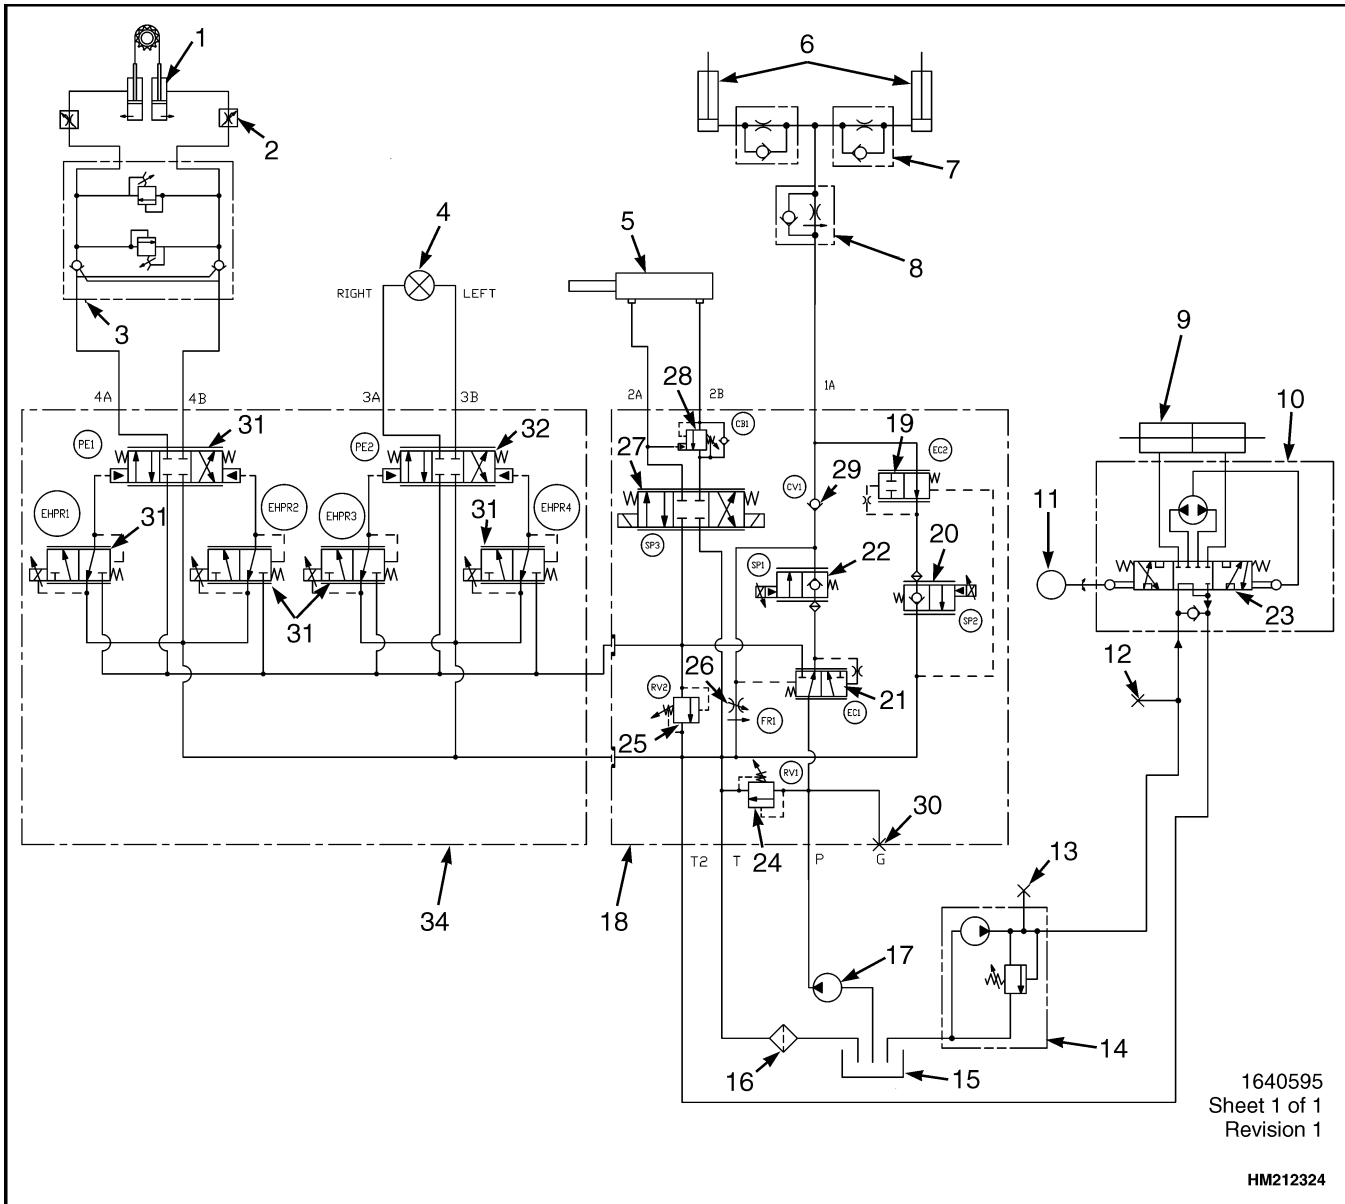 1
6
2
7
4
5
8
RIGHT
LEFT
3
9
28
1A
4A
4B
3A
3B
2A
2B
10
31
32
27
19
PE1
PE2
CB1
EC2
29
11
CV1
EHPR1
EHPR2
EHPR3
EHPR4
31
31
20
SP3
SP1
22
SP2
23
31
26
12
RV2
21
FR1
EC1
25
RV1
30
24
T2
T
P
G
13
34
18
17
14
16
15
1640595
Sheet 1 of 1
Revision 1
HM212324